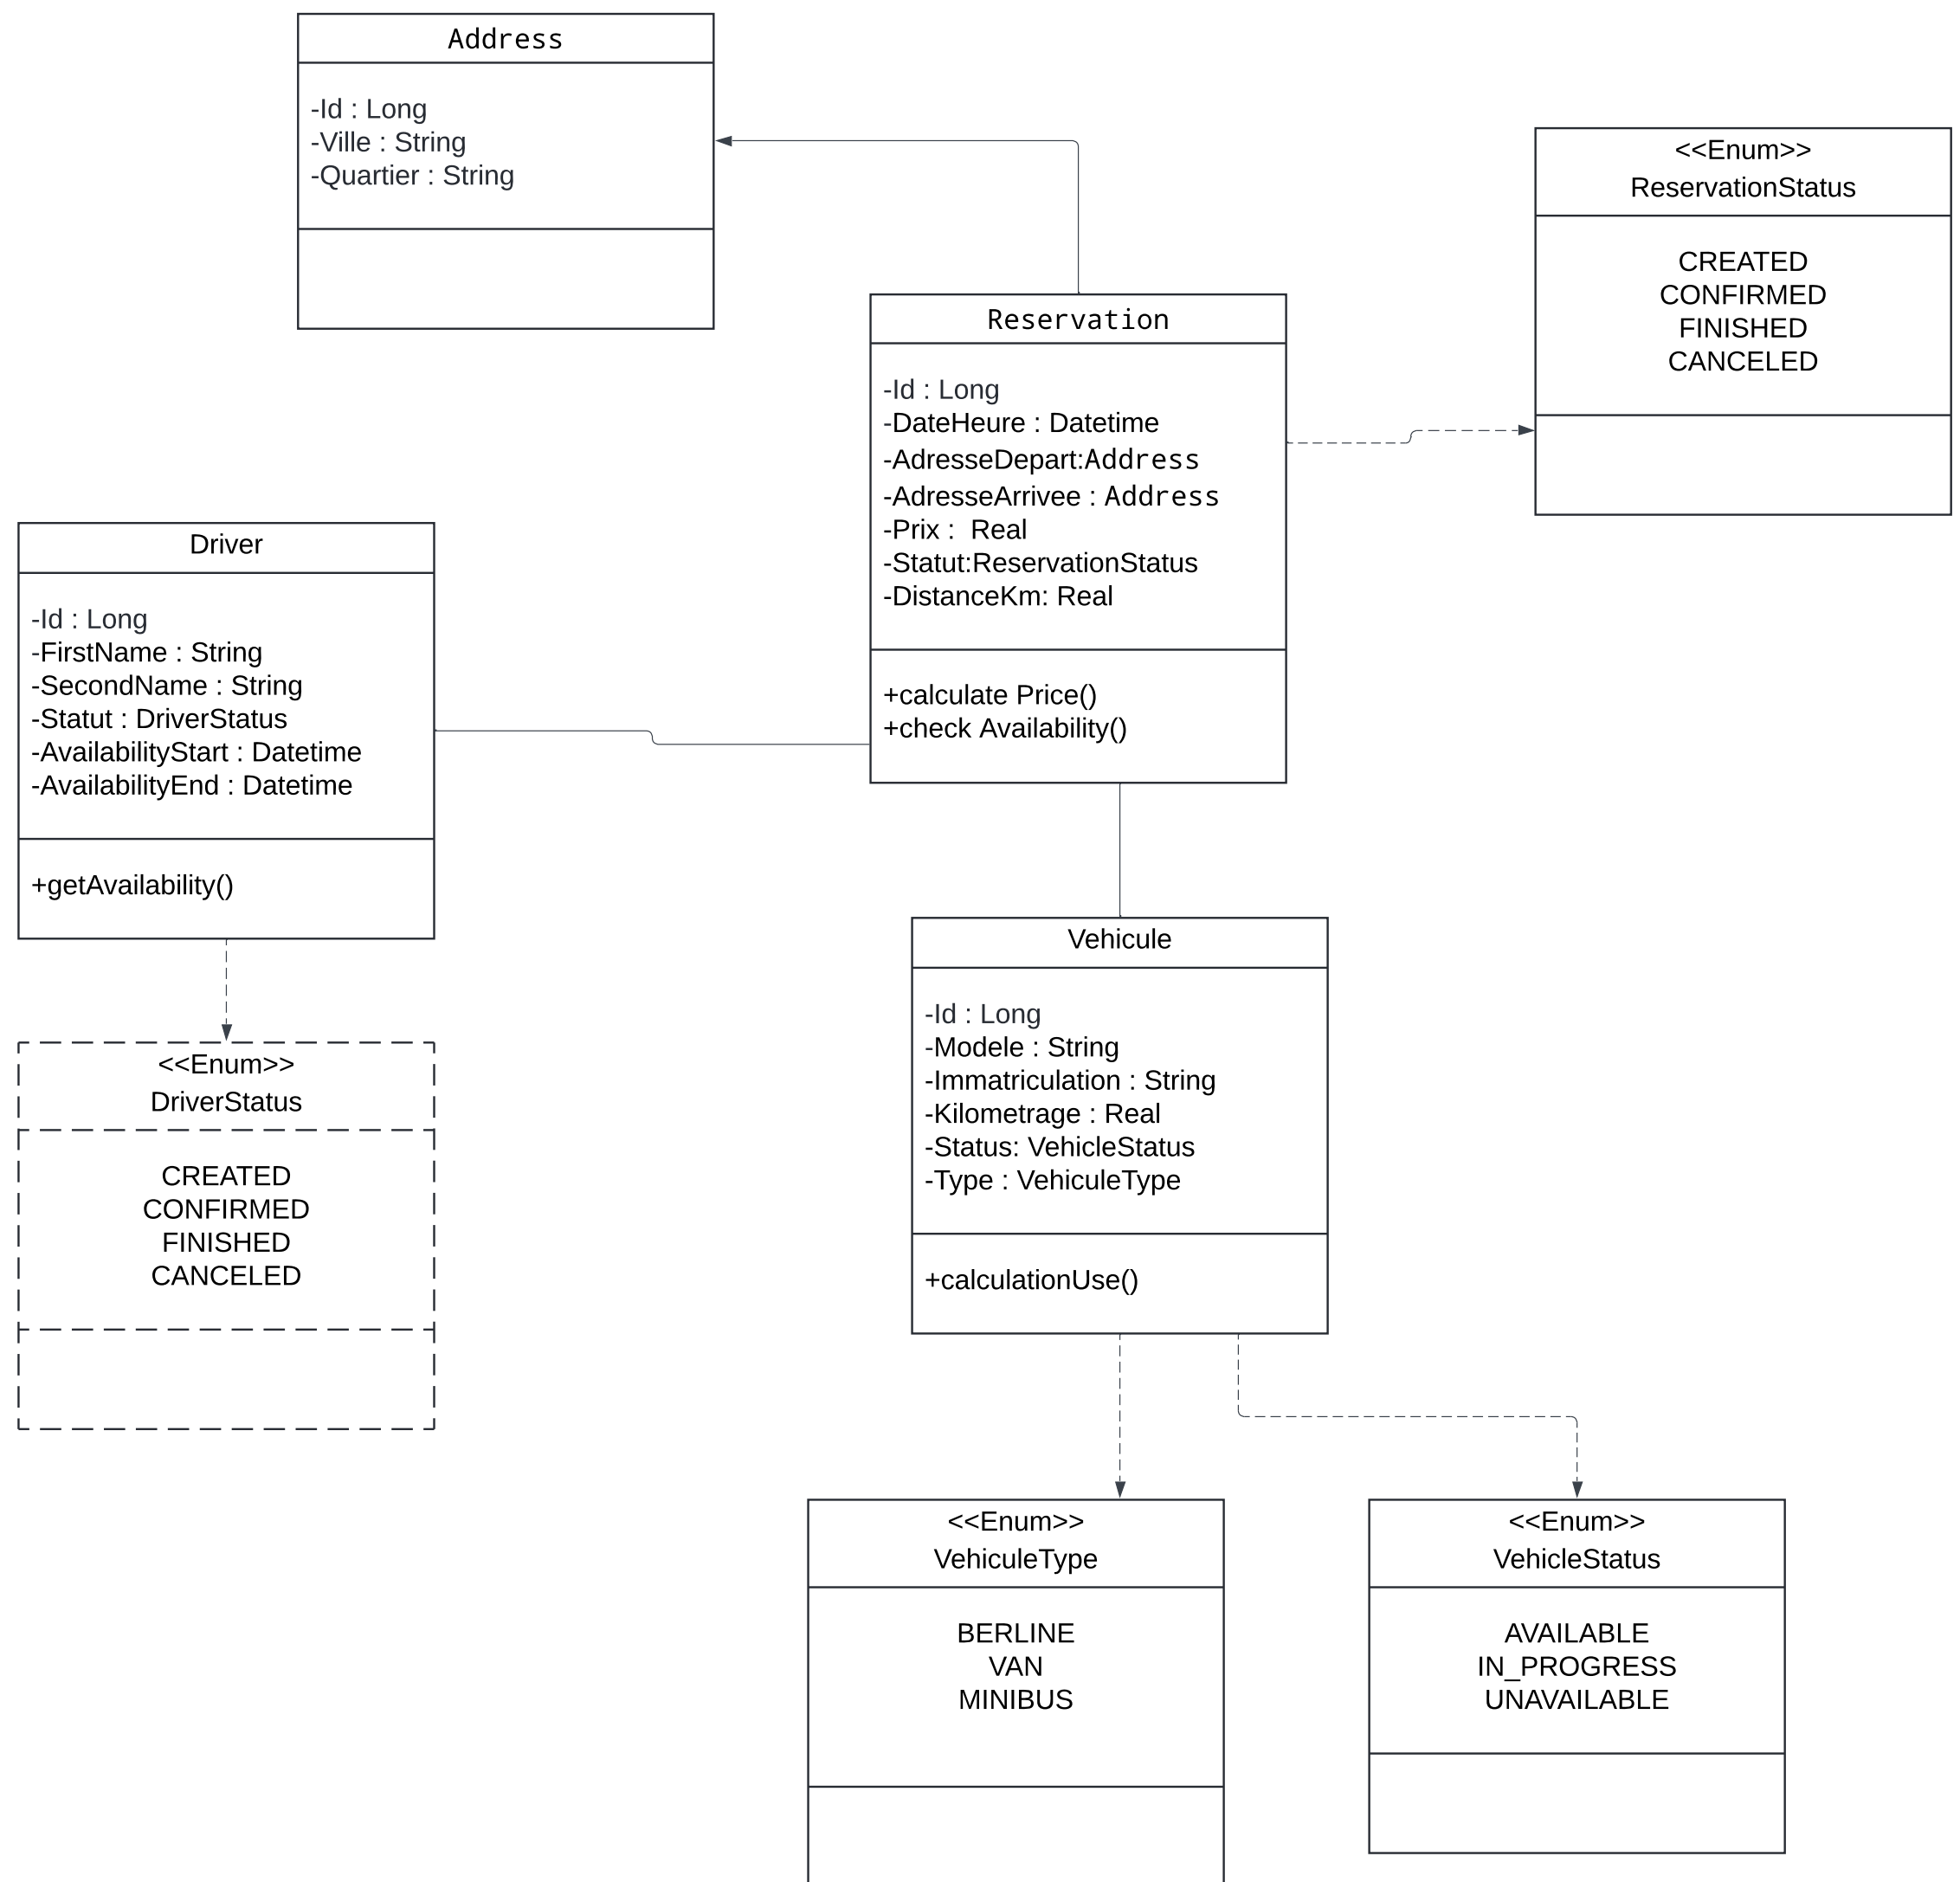 Address
-Id : Long
-Ville : String
-Quartier : String
<<Enum>>
ReservationStatus
CREATED
CONFIRMED
FINISHED
CANCELED
Reservation
-Id : Long
-DateHeure : Datetime
-AdresseDepart:Address
-AdresseArrivee : Address
-Prix :  Real
-Statut:ReservationStatus
-DistanceKm: Real
+calculate Price()
+check Availability()
Driver
-Id : Long
-FirstName : String
-SecondName : String
-Statut : DriverStatus
-AvailabilityStart : Datetime
-AvailabilityEnd : Datetime
+getAvailability()
<<Enum>>
DriverStatus
CREATED
CONFIRMED
FINISHED
CANCELED
Vehicule
-Id : Long
-Modele : String
-Immatriculation : String
-Kilometrage : Real
-Status: VehicleStatus
-Type : VehiculeType
+calculationUse()
<<Enum>>
VehiculeType
BERLINE
VAN
MINIBUS
<<Enum>>
VehicleStatus
AVAILABLE
IN_PROGRESS
UNAVAILABLE